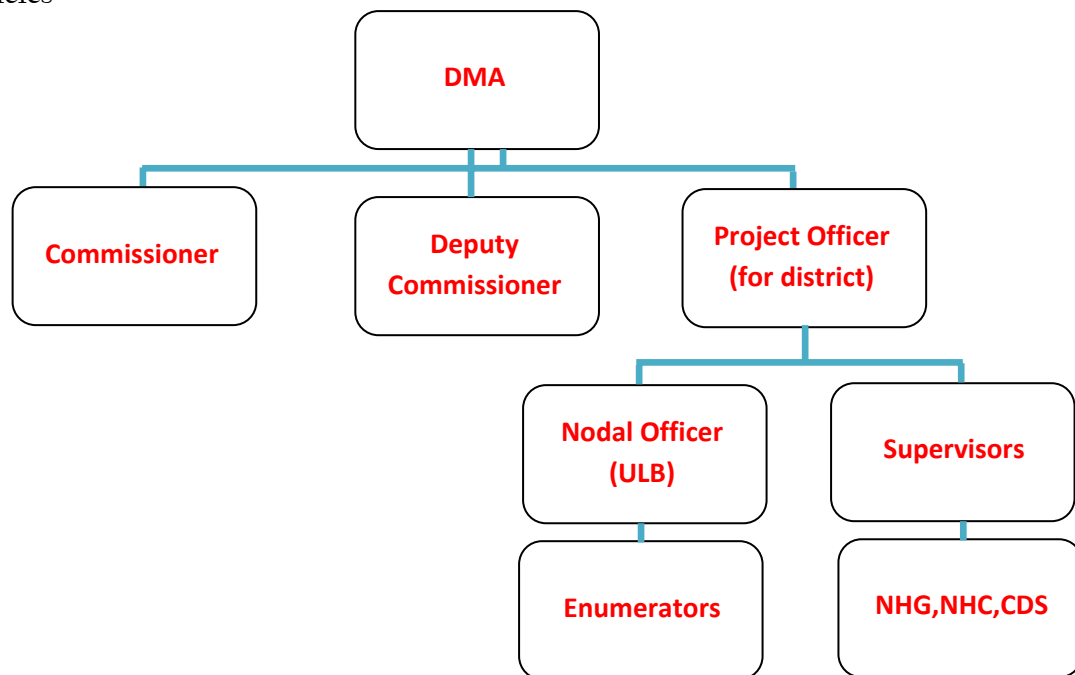 DMA
Commissioner
Deputy
Commissioner
Project Officer
(for district)
Nodal Officer
(ULB)
Supervisors
Enumerators
NHG,NHC,CDS